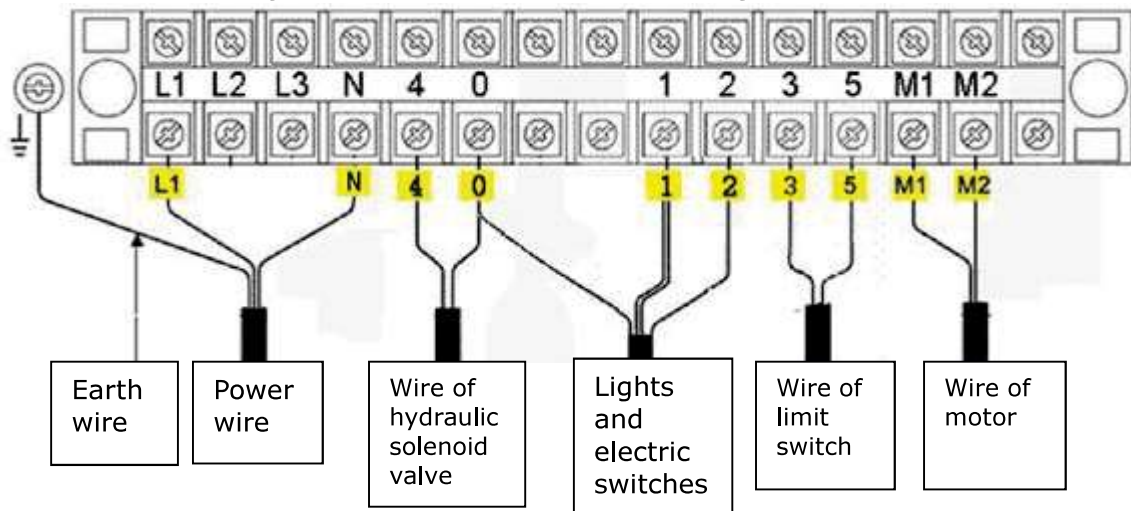 L1 L2 L3 N 4 0 1 2 3 5 M1 M2
L1 N 4 0 1 2 3 5 M1 M2
Earth
wire
Power
wire
Wire of
hydraulic
solenoid
valve
Lights
and
electric
switches
Wire of
limit
switch
Wire of
motor